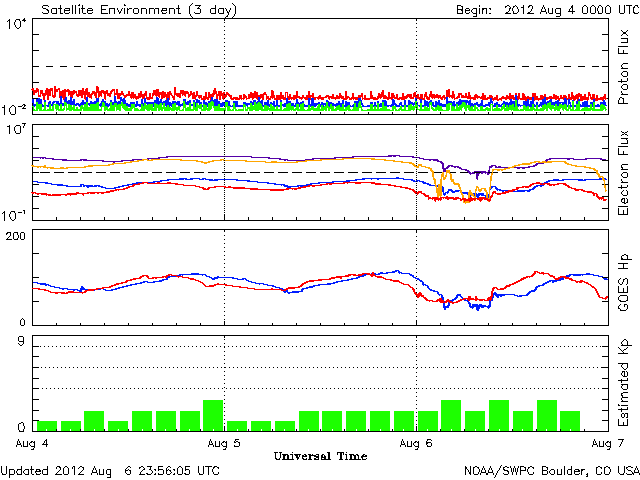 Satellite Environment (3 day) Begin: 2012 Aug 4 0000 UTC
10^4
10^-2
Proton Flux
10^7
10^-1
Electron Flux
200
0
GOES Hp
9
0
Estimated Kp
Aug 4 Aug 5 Aug 6 Aug 7
Universal Time
Updated 2012 Aug 6 23:56:05 UTC NOAA/SWPC Boulder, CO USA